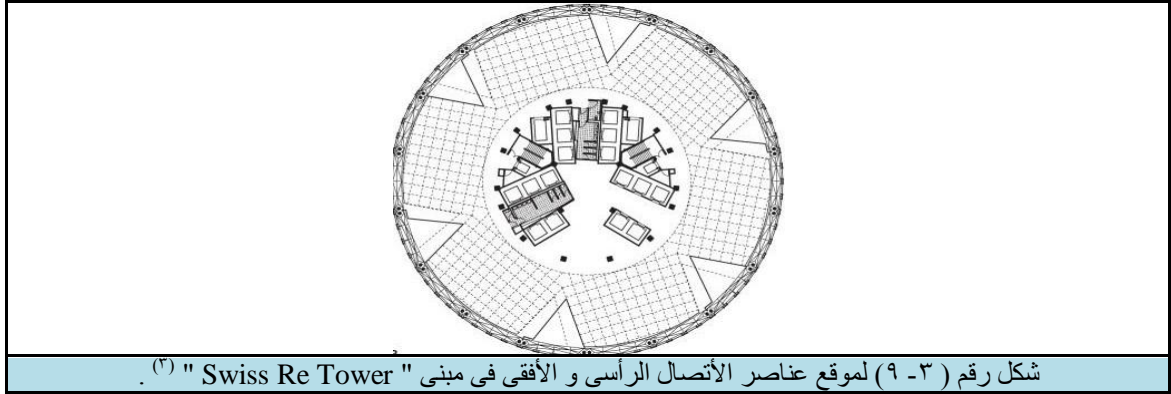 شكل رقم ( ٣- ٩ ) لموقع عناصر الأتصال الرأسى و الأفقى فى مبنى " Swiss Re Tower " (٣) .